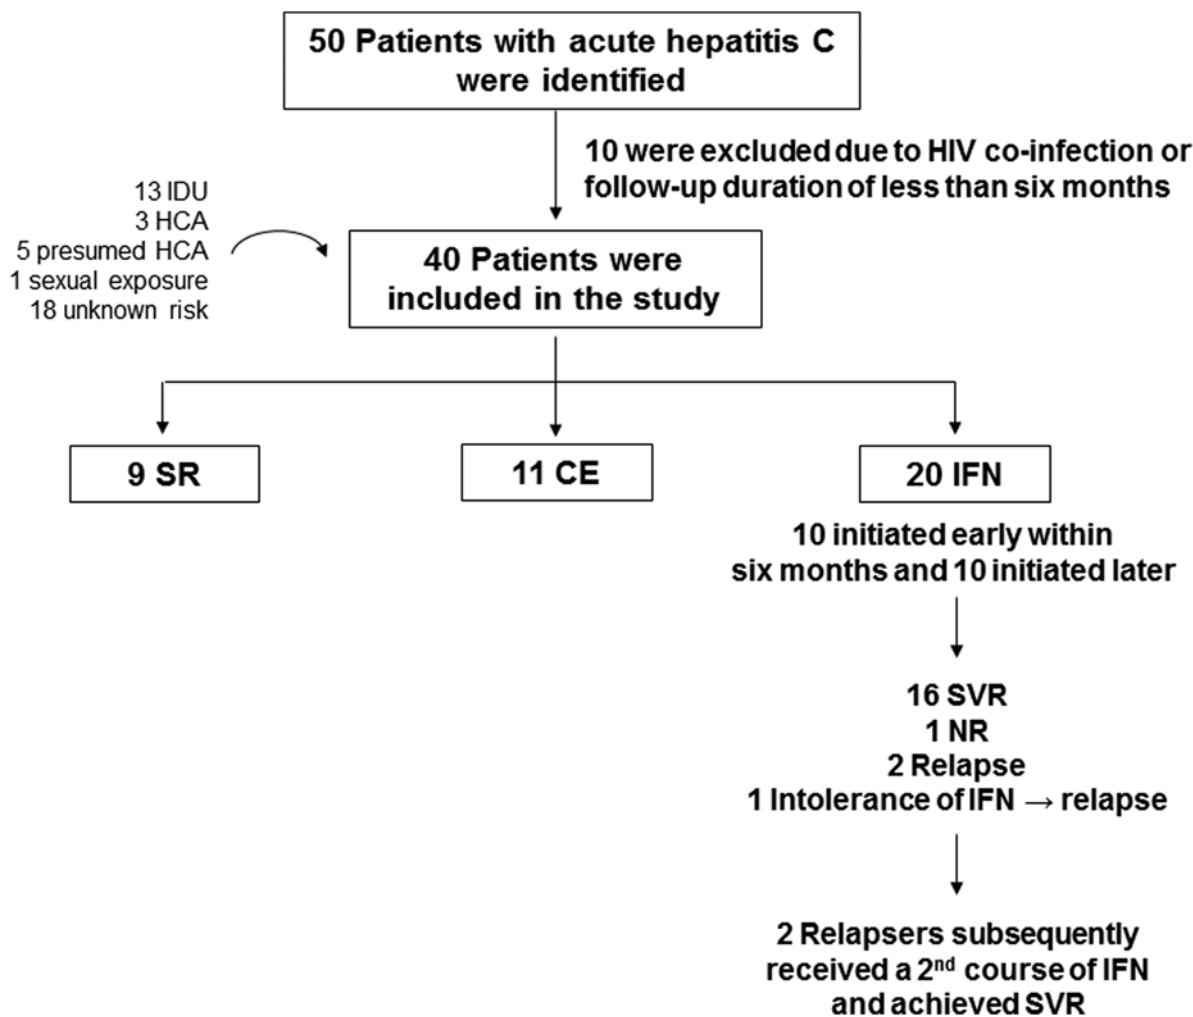 50 Patients with acute hepatitis C
were identified
10 were excluded due to HIV co-infection or
follow-up duration of less than six months
13 IDU
3 HCA
5 presumed HCA
1 sexual exposure
18 unknown risk
40 Patients were
included in the study
9 SR
11 CE
20 IFN
10 initiated early within
six months and 10 initiated later
16 SVR
1 NR
2 Relapse
1 Intolerance of IFN → relapse
2 Relapsers subsequently
received a 2nd course of IFN
and achieved SVR